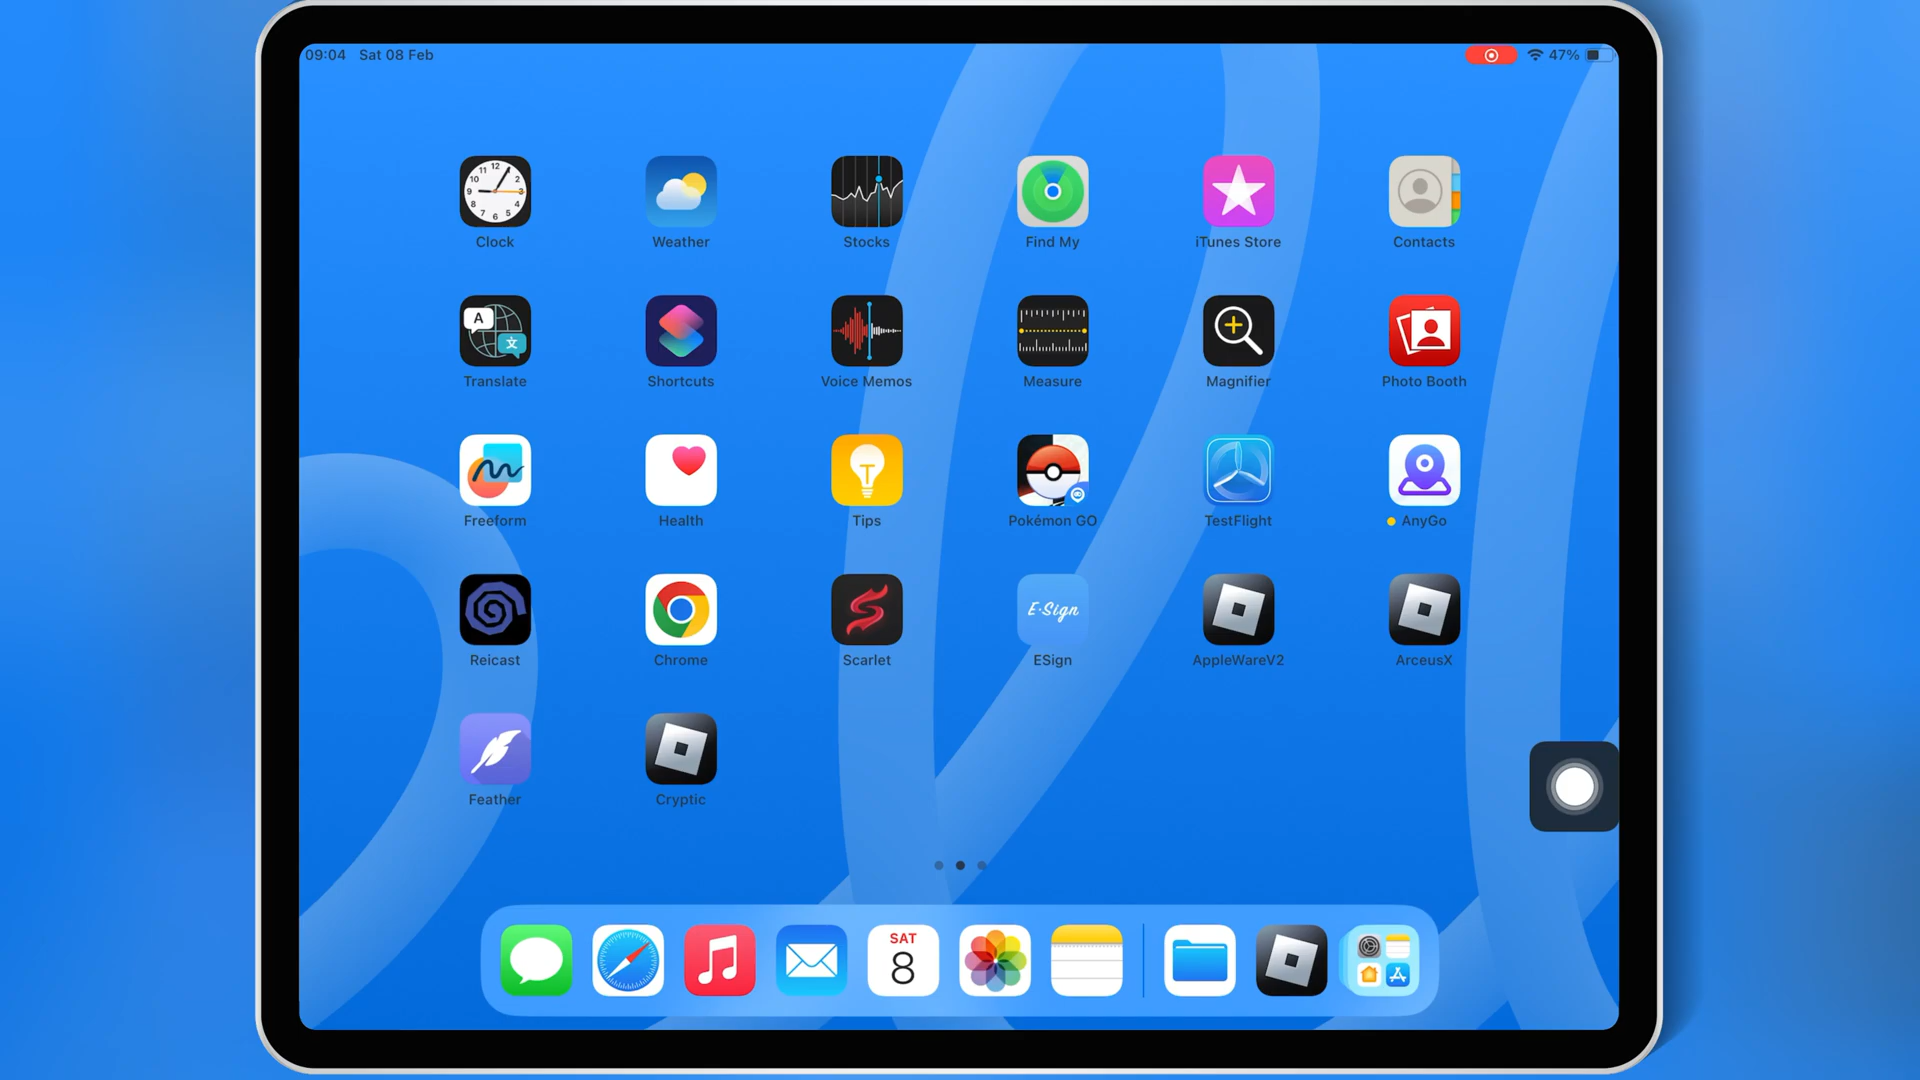 09:04 Sat 08 Feb
47%
Clock
Weather
Stocks
Find My
iTunes Store
Contacts
Translate
Shortcuts
Voice Memos
Measure
Magnifier
Photo Booth
Freeform
Health
Tips
Pokémon GO
TestFlight
AnyGo
Reicast
Chrome
Scarlet
E·Sign
ESign
AppleWareV2
ArceusX
Feather
Cryptic
SAT
8